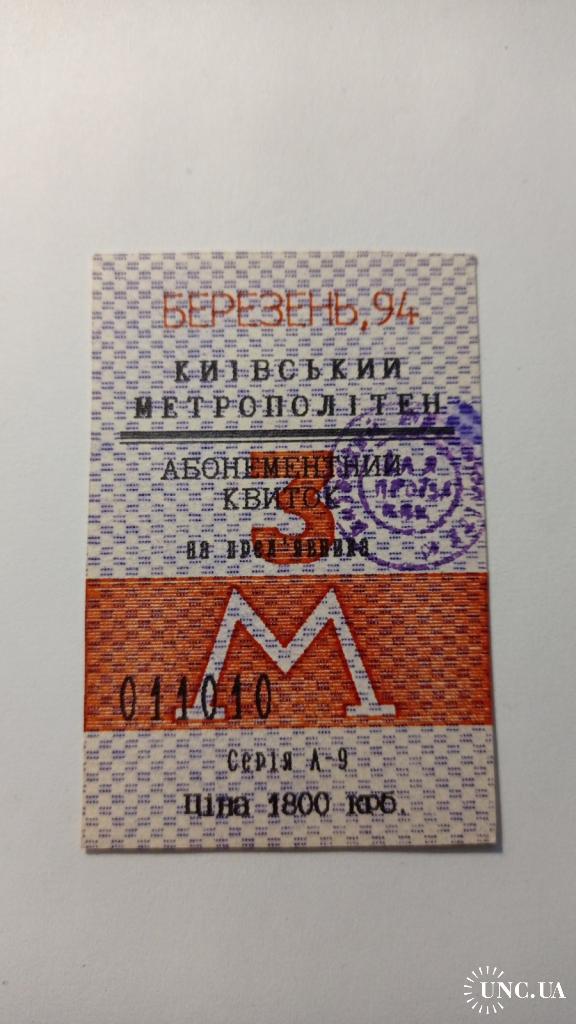 БЕРЕЗЕНЬ, 94
КИЇВСЬКИЙ
МЕТРОПОЛІТЕН
АБОНЕМЕНТНИЙ
КВИТОК
3
на пред'явника
М
011010
Серія А-9
Ціна 1800 крб.
UNC.UA